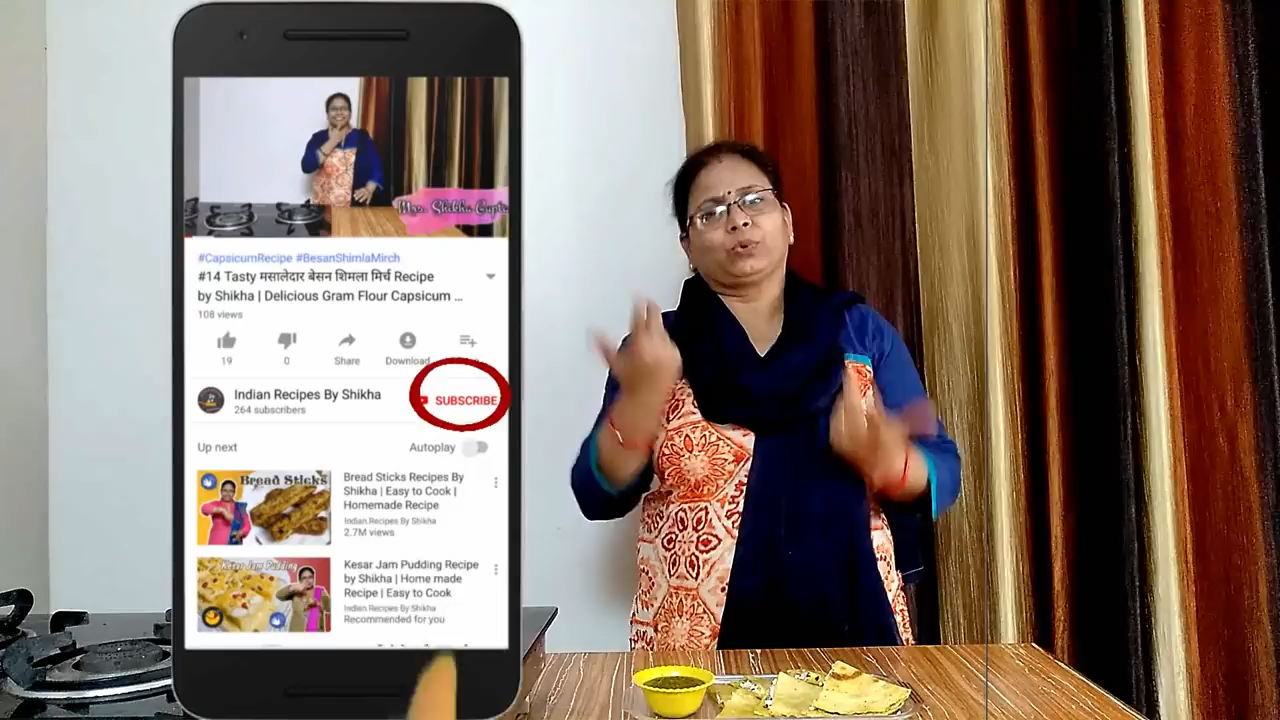 Mrs. Shikha Gupta
#CapsicumRecipe #BesanShimlaMirch
#14 Tasty मसालेदार बेसन शिमला मिर्च Recipe
by Shikha | Delicious Gram Flour Capsicum ...
108 views
19
0
Share
Download
Indian Recipes By Shikha
SUBSCRIBE
264 subscribers
Up next
Autoplay
Bread Sticks
Bread Sticks Recipes By
Shikha | Easy to Cook |
Homemade Recipe
Indian Recipes By Shikha
2.7M views
Kesar Jam Pudding
Kesar Jam Pudding Recipe
by Shikha | Home made
Recipe | Easy to Cook
Indian Recipes By Shikha
Recommended for you